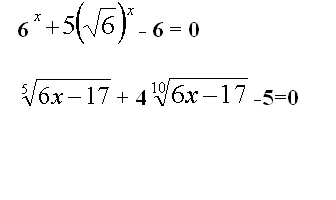 6^x + 5(√6)^x - 6 = 0
⁵√(6x−17) + 4 ¹⁰√(6x−17) -5=0